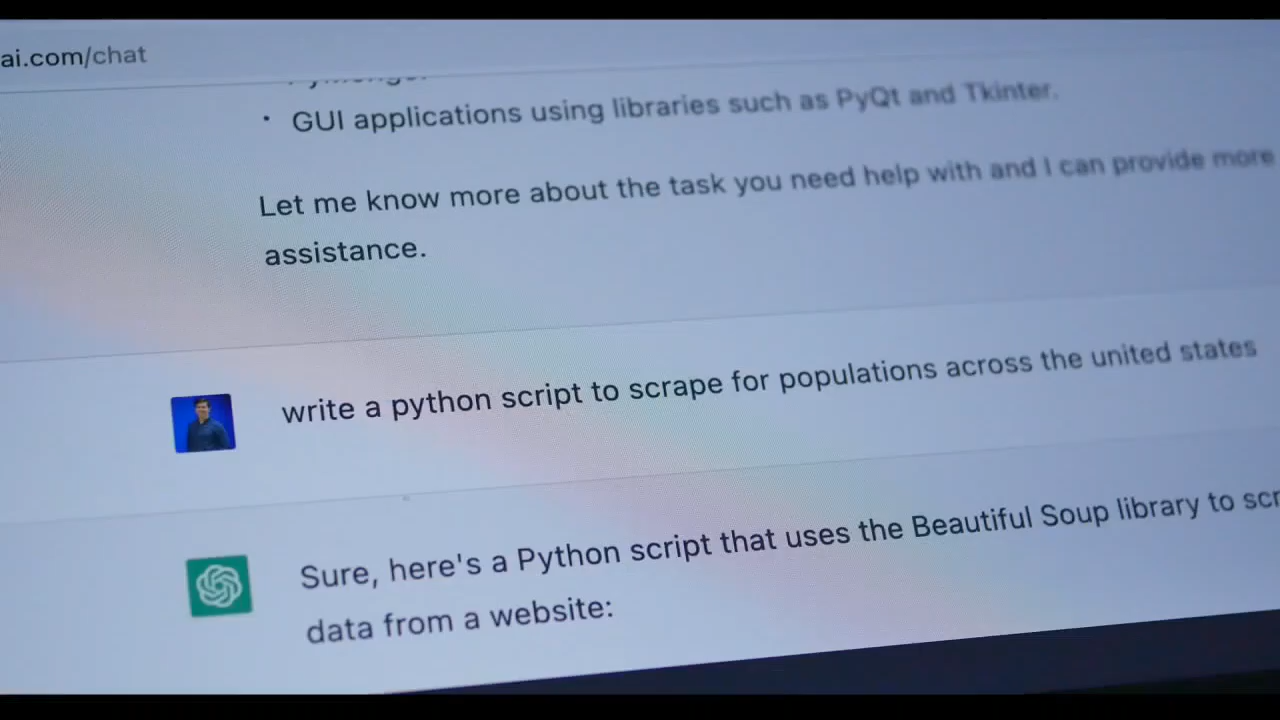 ai.com/chat
• GUI applications using libraries such as PyQt and Tkinter.
Let me know more about the task you need help with and I can provide more
assistance.
write a python script to scrape for populations across the united states
Sure, here's a Python script that uses the Beautiful Soup library to scr
data from a website: